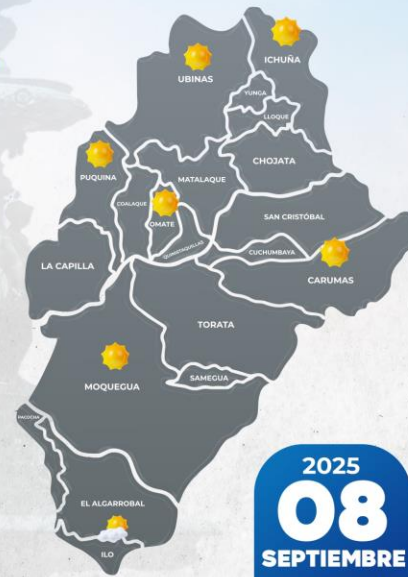 ICHUÑA
UBINAS
YUNGA
LLOQUE
CHOJATA
PUQUINA
MATALAQUE
COALAQUE
OMATE
SAN CRISTÓBAL
QUINISTAQUILLAS
CUCHUMBAYA
LA CAPILLA
CARUMAS
TORATA
SAMEGUA
MOQUEGUA
PACOCHA
EL ALGARROBAL
ILO
2025
08
SEPTIEMBRE